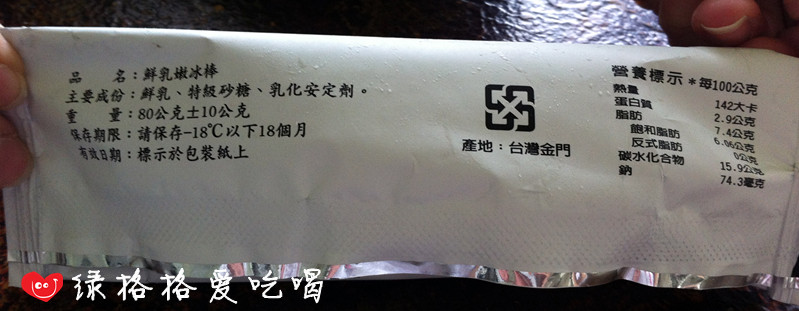 品　　名：鮮乳嫩冰棒
主要成份：鮮乳、特級砂糖、乳化安定劑。
重　　量：80公克±10公克
保存期限：請保存-18℃以下18個月
有效日期：標示於包裝紙上
產地：台灣金門
營養標示＊每100公克
熱量 142大卡
蛋白質 2.9公克
脂肪 7.4公克
飽和脂肪 6.06公克
反式脂肪 0公克
碳水化合物 15.9公克
鈉 74.3毫克
绿格格爱吃喝